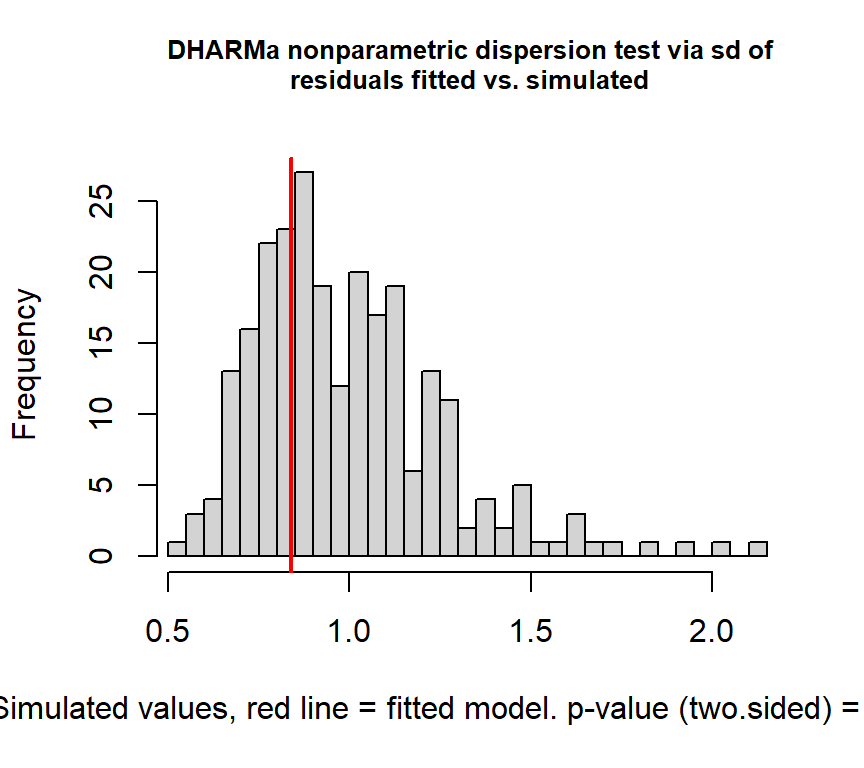 DHARMa nonparametric dispersion test via sd of
residuals fitted vs. simulated
Frequency
25
20
15
10
5
0
0.5 1.0 1.5 2.0
Simulated values, red line = fitted model. p-value (two.sided) =